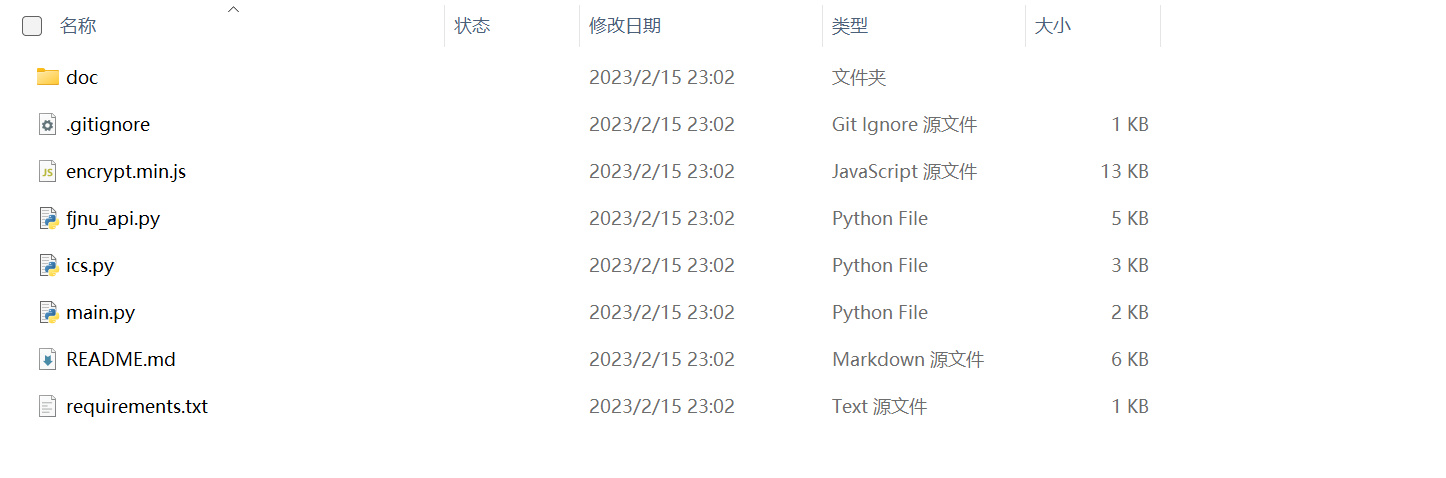 名称 状态 修改日期 类型 大小
doc 2023/2/15 23:02 文件夹
.gitignore 2023/2/15 23:02 Git Ignore 源文件 1 KB
JS encrypt.min.js 2023/2/15 23:02 JavaScript 源文件 13 KB
fjnu_api.py 2023/2/15 23:02 Python File 5 KB
ics.py 2023/2/15 23:02 Python File 3 KB
main.py 2023/2/15 23:02 Python File 2 KB
README.md 2023/2/15 23:02 Markdown 源文件 6 KB
requirements.txt 2023/2/15 23:02 Text 源文件 1 KB